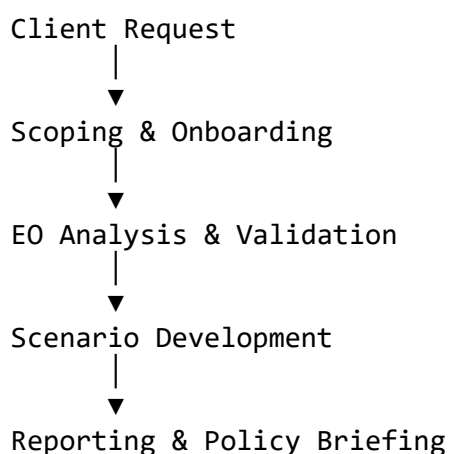 Client Request
Scoping & Onboarding
EO Analysis & Validation
Scenario Development
Reporting & Policy Briefing